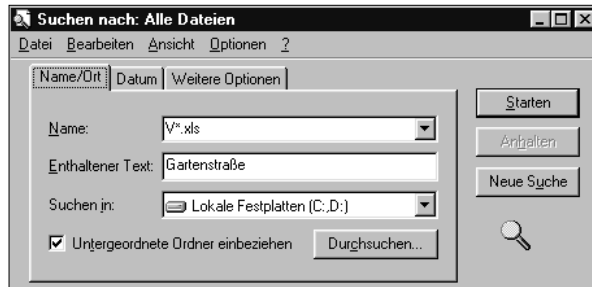 Suchen nach: Alle Dateien
Datei Bearbeiten Ansicht Optionen ?
Name/Ort Datum Weitere Optionen
Name: V*.xls
Enthaltener Text: Gartenstraße
Suchen in: Lokale Festplatten (C:,D:)
Untergeordnete Ordner einbeziehen Durchsuchen...
Starten
Anhalten
Neue Suche